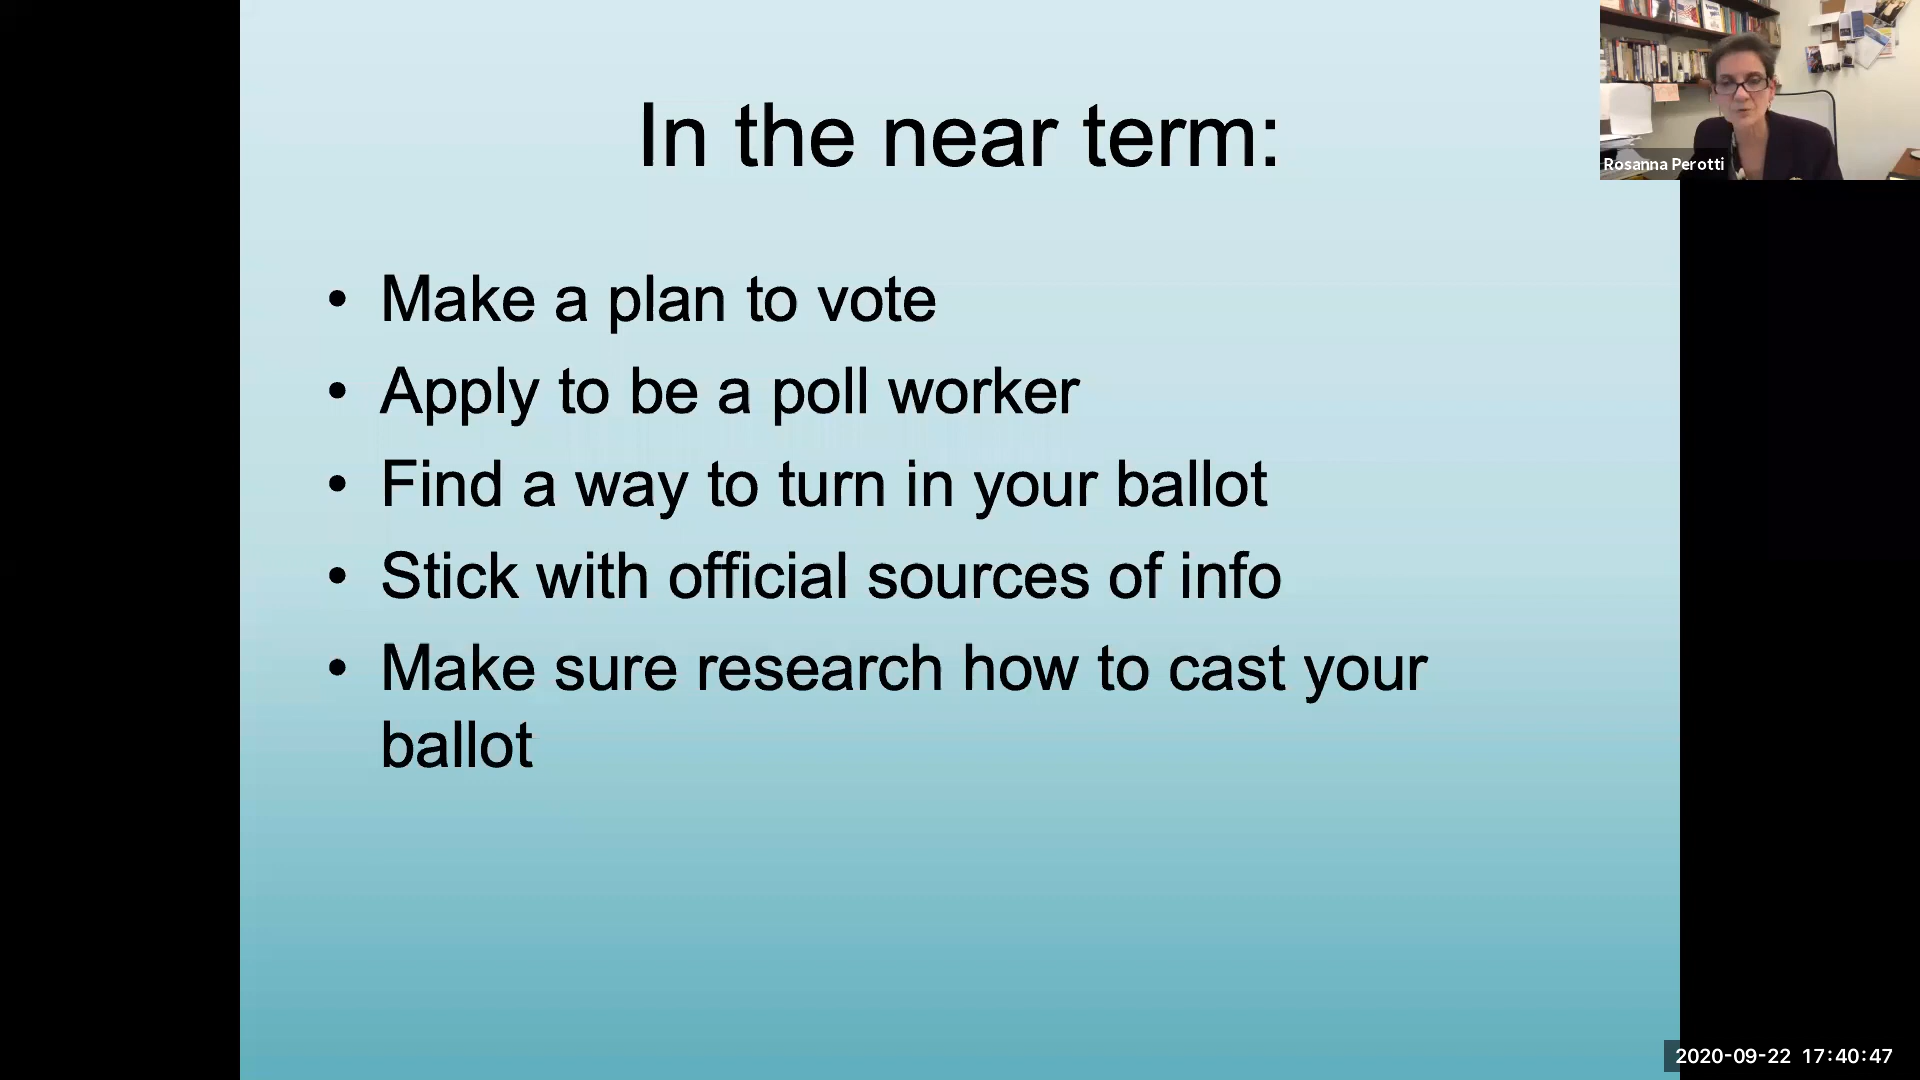 In the near term:
• Make a plan to vote
• Apply to be a poll worker
• Find a way to turn in your ballot
• Stick with official sources of info
• Make sure research how to cast your
ballot
Rosanna Perotti
2020-09-22 17:40:47